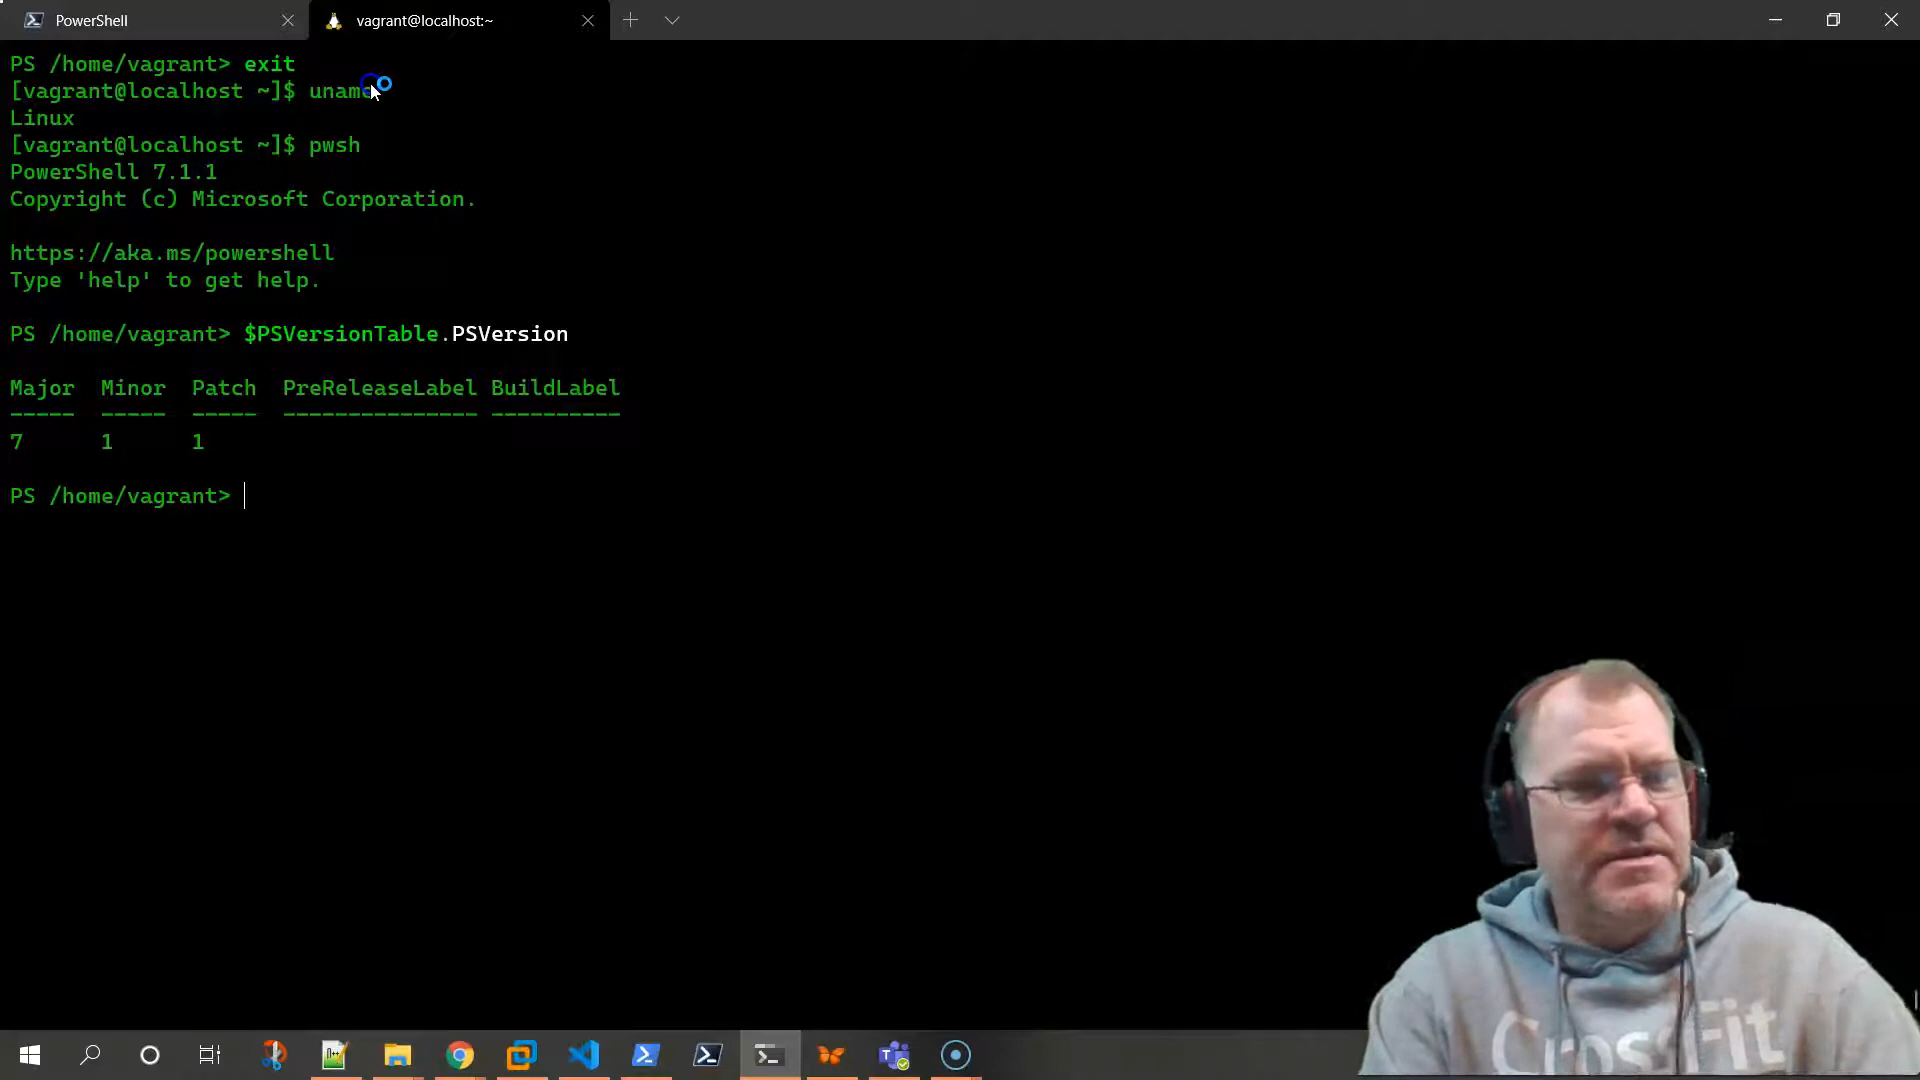 PowerShell
vagrant@localhost:~
PS /home/vagrant> exit
[vagrant@localhost ~]$ uname
Linux
[vagrant@localhost ~]$ pwsh
PowerShell 7.1.1
Copyright (c) Microsoft Corporation.
https://aka.ms/powershell
Type 'help' to get help.
PS /home/vagrant> $PSVersionTable.PSVersion
Major Minor Patch PreReleaseLabel BuildLabel
----- ----- ----- --------------- ----------
7 1 1
PS /home/vagrant>
CrossFit